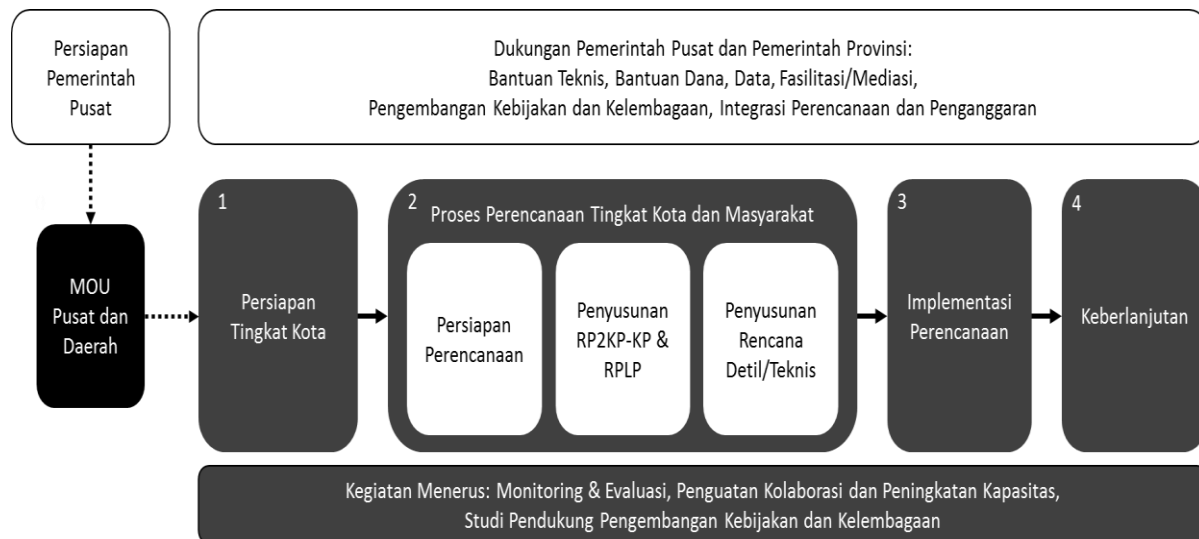 Persiapan
Pemerintah
Pusat
Dukungan Pemerintah Pusat dan Pemerintah Provinsi:
Bantuan Teknis, Bantuan Dana, Data, Fasilitasi/Mediasi,
Pengembangan Kebijakan dan Kelembagaan, Integrasi Perencanaan dan Penganggaran
MOU
Pusat dan
Daerah
1
Persiapan
Tingkat Kota
2
Proses Perencanaan Tingkat Kota dan Masyarakat
Persiapan
Perencanaan
Penyusunan
RP2KP-KP &
RPLP
Penyusunan
Rencana
Detil/Teknis
3
Implementasi
Perencanaan
4
Keberlanjutan
Kegiatan Menerus: Monitoring & Evaluasi, Penguatan Kolaborasi dan Peningkatan Kapasitas,
Studi Pendukung Pengembangan Kebijakan dan Kelembagaan